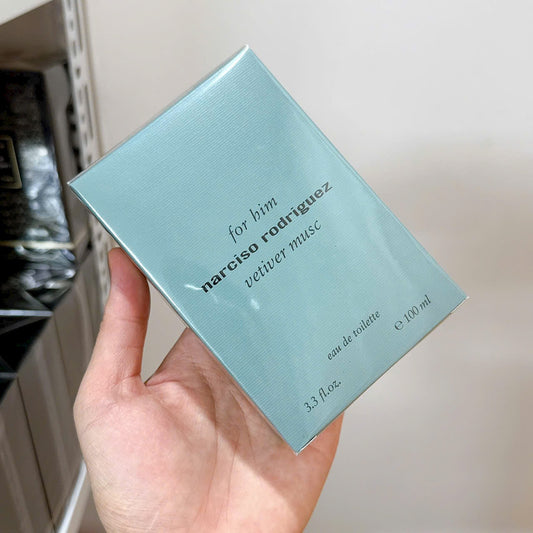 for him
narciso rodriguez
vetiver musc
eau de toilette
3.3 fl.oz.
℮ 100 ml